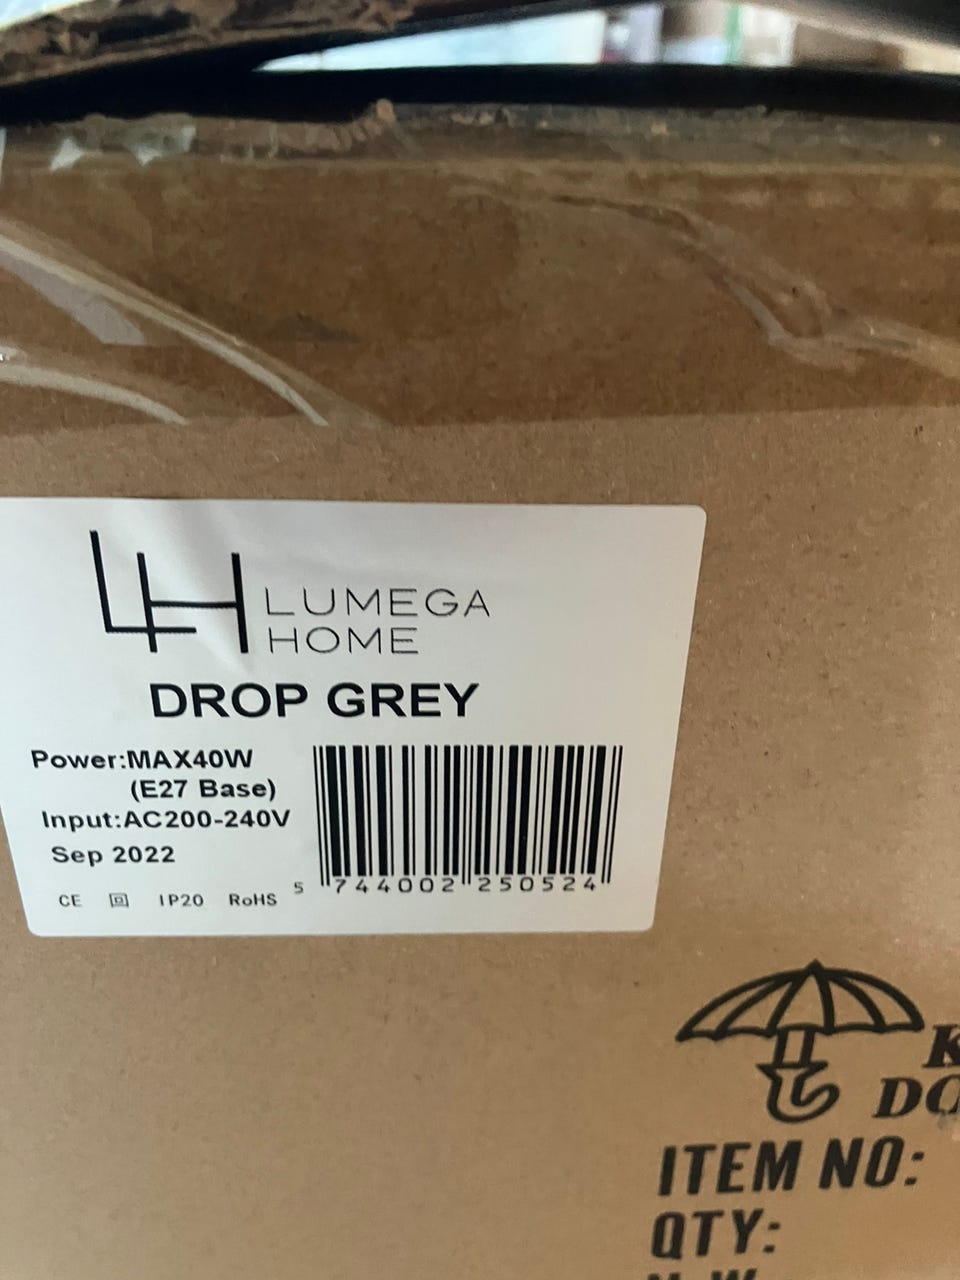 LH LUMEGA
HOME
DROP GREY
Power:MAX40W
(E27 Base)
Input:AC200-240V
Sep 2022
CE IP20 RoHS
5 744002 250524
ITEM NO:
QTY: